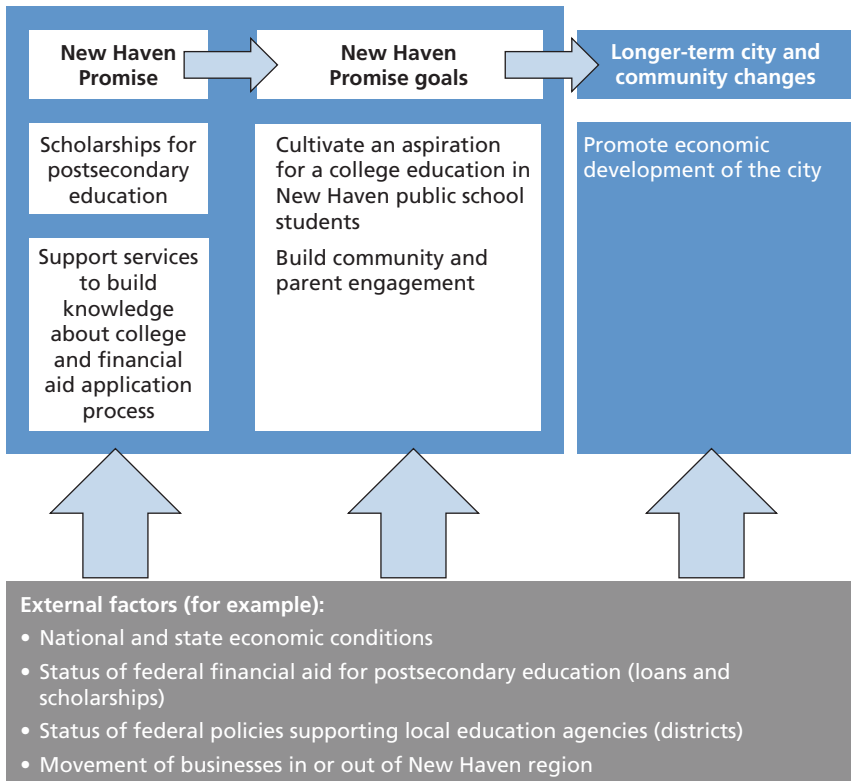 New Haven
Promise
New Haven
Promise goals
Longer-term city and
community changes
Scholarships for
postsecondary
education
Support services
to build
knowledge
about college
and financial
aid application
process
Cultivate an aspiration
for a college education in
New Haven public school
students
Build community and
parent engagement
Promote economic
development of the city
External factors (for example):
• National and state economic conditions
• Status of federal financial aid for postsecondary education (loans and
scholarships)
• Status of federal policies supporting local education agencies (districts)
• Movement of businesses in or out of New Haven region